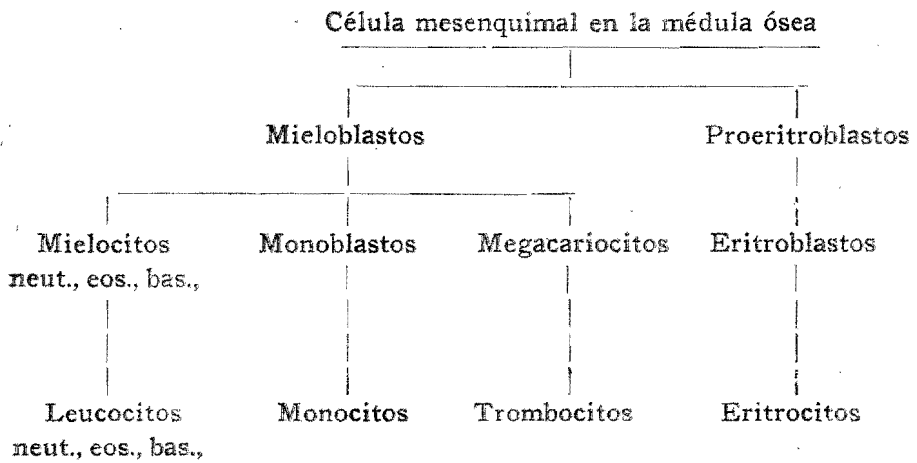 Célula mesenquimal en la médula ósea
Mieloblastos Proeritroblastos
Mielocitos Monoblastos Megacariocitos Eritroblastos
neut., eos., bas.,
Leucocitos Monocitos Trombocitos Eritrocitos
neut., eos., bas.,